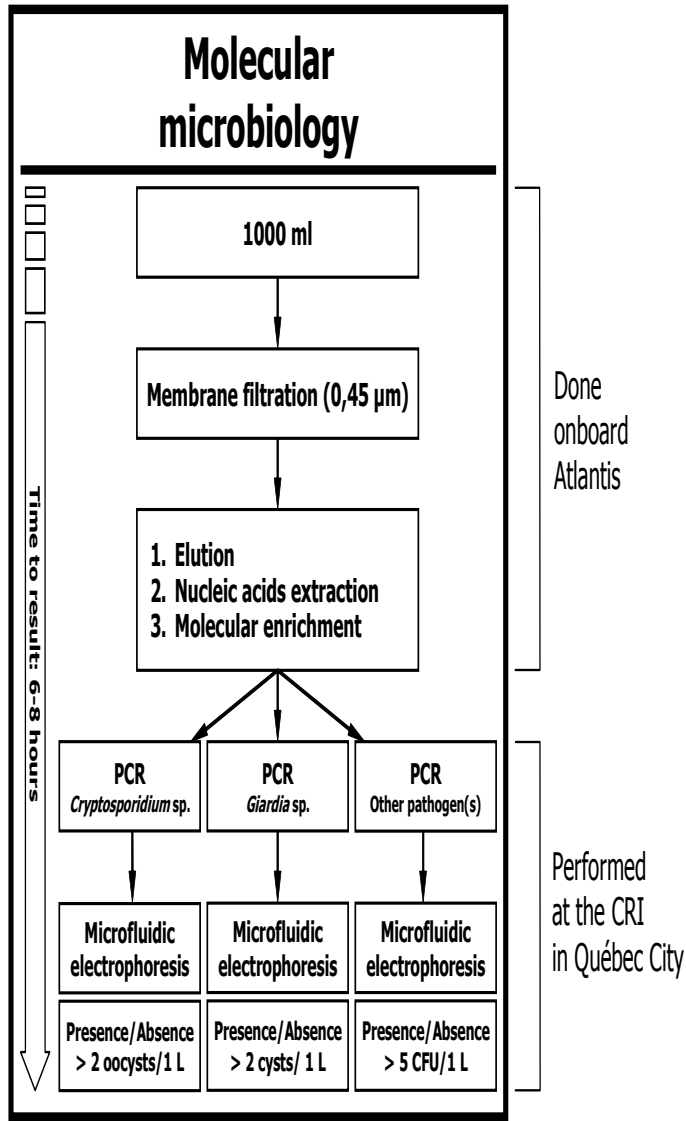 Molecular
microbiology
1000 ml
Membrane filtration (0,45 µm)
1. Elution
2. Nucleic acids extraction
3. Molecular enrichment
Done
onboard
Atlantis
Time to result: 6-8 hours
PCR
Cryptosporidium sp.
PCR
Giardia sp.
PCR
Other pathogen(s)
Microfluidic
electrophoresis
Microfluidic
electrophoresis
Microfluidic
electrophoresis
Presence/Absence
> 2 oocysts/1 L
Presence/Absence
> 2 cysts/ 1 L
Presence/Absence
> 5 CFU/1 L
Performed
at the CRI
in Québec City